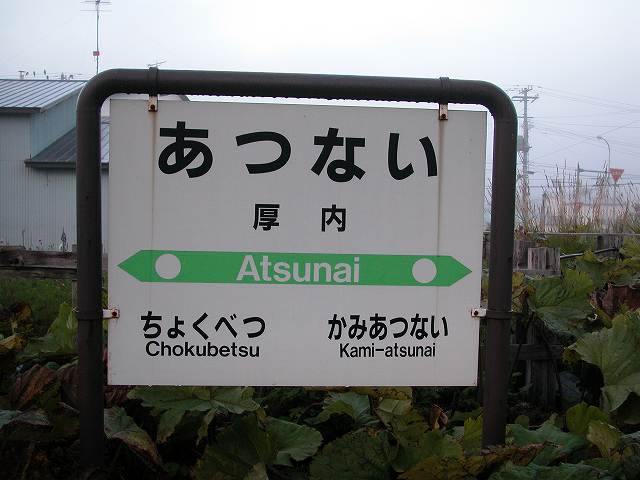 あつない
厚内
Atsunai
ちょくべつ かみあつない
Chokubetsu Kami-atsunai